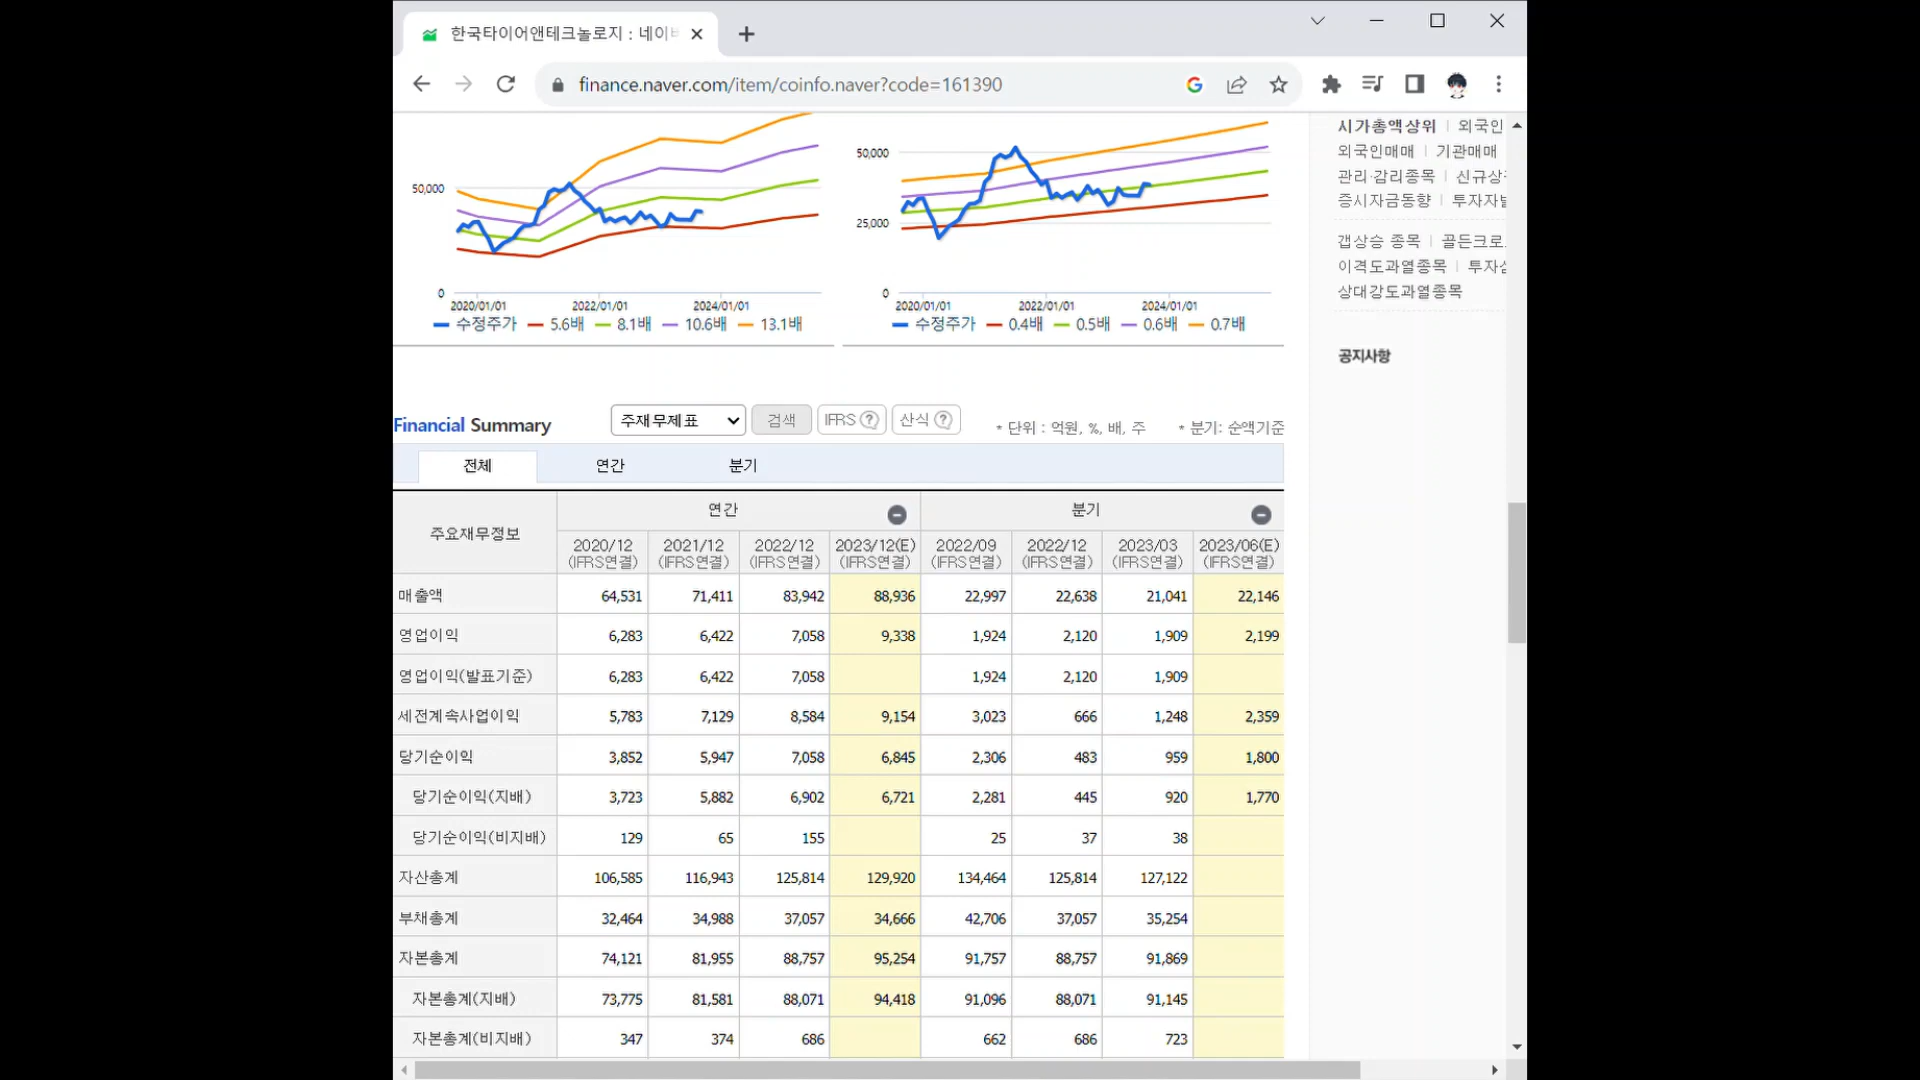 한국타이어앤테크놀로지 : 네이버
finance.naver.com/item/coinfo.naver?code=161390
50,000
0
2020/01/01 2022/01/01 2024/01/01
수정주가 5.6배 8.1배 10.6배 13.1배
50,000
25,000
0
2020/01/01 2022/01/01 2024/01/01
수정주가 0.4배 0.5배 0.6배 0.7배
시가총액상위 | 외국인
외국인매매 | 기관매매
관리·감리종목 | 신규상
증시자금동향 | 투자자
갭상승 종목 | 골든크로
이격도과열종목 | 투자심
상대강도과열종목
공지사항
Financial Summary 주재무제표 검색 IFRS ? 산식 ? * 단위 : 억원, %, 배, 주 * 분기: 순액기준
전체 연간 분기
주요재무정보 연간 분기
2020/12 2021/12 2022/12 2023/12(E) 2022/09 2022/12 2023/03 2023/06(E)
(IFRS연결) (IFRS연결) (IFRS연결) (IFRS연결) (IFRS연결) (IFRS연결) (IFRS연결) (IFRS연결)
매출액 64,531 71,411 83,942 88,936 22,997 22,638 21,041 22,146
영업이익 6,283 6,422 7,058 9,338 1,924 2,120 1,909 2,199
영업이익(발표기준) 6,283 6,422 7,058 1,924 2,120 1,909
세전계속사업이익 5,783 7,129 8,584 9,154 3,023 666 1,248 2,359
당기순이익 3,852 5,947 7,058 6,845 2,306 483 959 1,800
당기순이익(지배) 3,723 5,882 6,902 6,721 2,281 445 920 1,770
당기순이익(비지배) 129 65 155 25 37 38
자산총계 106,585 116,943 125,814 129,920 134,464 125,814 127,122
부채총계 32,464 34,988 37,057 34,666 42,706 37,057 35,254
자본총계 74,121 81,955 88,757 95,254 91,757 88,757 91,869
자본총계(지배) 73,775 81,581 88,071 94,418 91,096 88,071 91,145
자본총계(비지배) 347 374 686 662 686 723